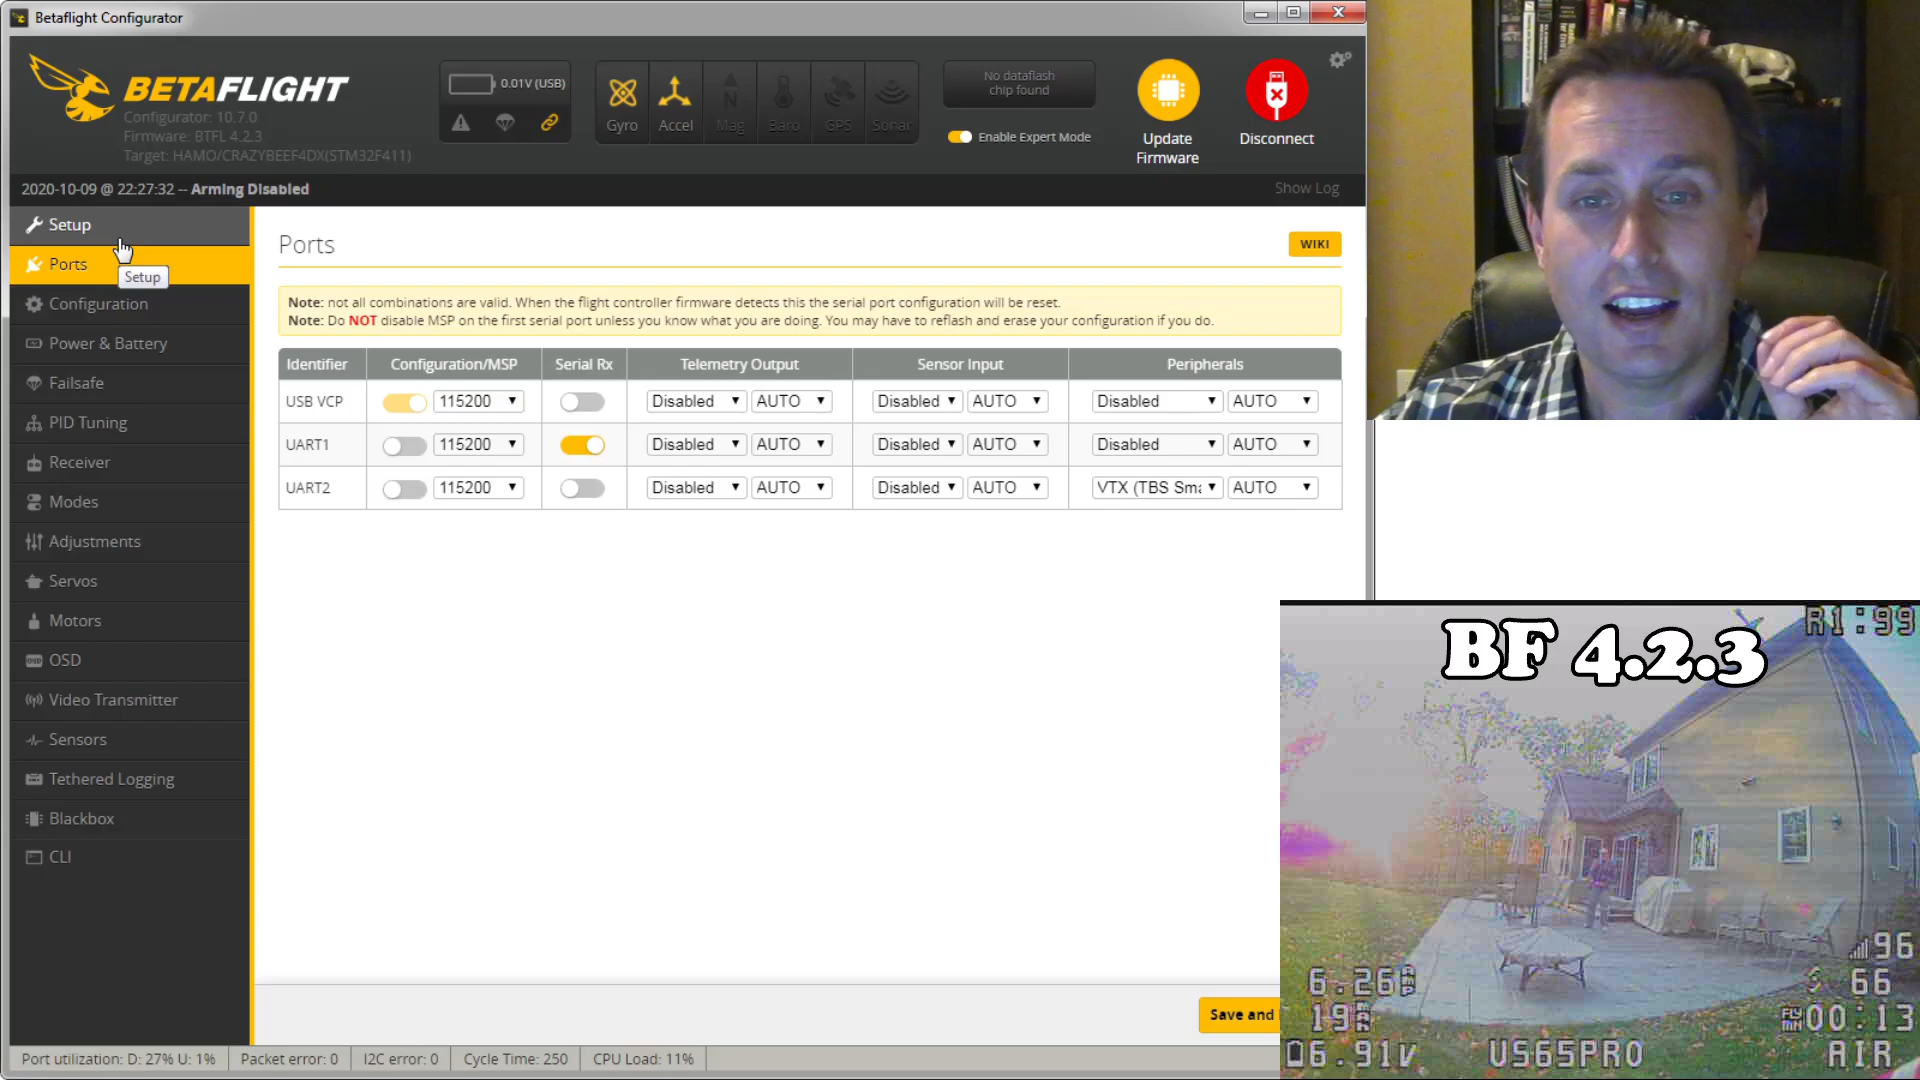 Betaflight Configurator
BETAFLIGHT
Configurator: 10.7.0
Firmware: BTFL 4.2.3
Target: HAMO/CRAZYBEEF4DX(STM32F411)
0.01V (USB)
Gyro Accel Mag Baro GPS Sonar
No dataflash
chip found
Enable Expert Mode
Update
Firmware
Disconnect
2020-10-09 @ 22:27:32 -- Arming Disabled
Show Log
Setup
Ports
Setup
Configuration
Power & Battery
Failsafe
PID Tuning
Receiver
Modes
Adjustments
Servos
Motors
OSD
Video Transmitter
Sensors
Tethered Logging
Blackbox
CLI
Ports
WIKI
Note: not all combinations are valid. When the flight controller firmware detects this the serial port configuration will be reset.
Note: Do NOT disable MSP on the first serial port unless you know what you are doing. You may have to reflash and erase your configuration if you do.
Identifier Configuration/MSP Serial Rx Telemetry Output Sensor Input Peripherals
USB VCP 115200 Disabled AUTO Disabled AUTO Disabled AUTO
UART1 115200 Disabled AUTO Disabled AUTO Disabled AUTO
UART2 115200 Disabled AUTO Disabled AUTO VTX (TBS Sma AUTO
Save and
Port utilization: D: 27% U: 1% Packet error: 0 I2C error: 0 Cycle Time: 250 CPU Load: 11%
BF 4.2.3
R1:99
96
6.26
66
19
00:13
6.91V
US65PRO
AIR